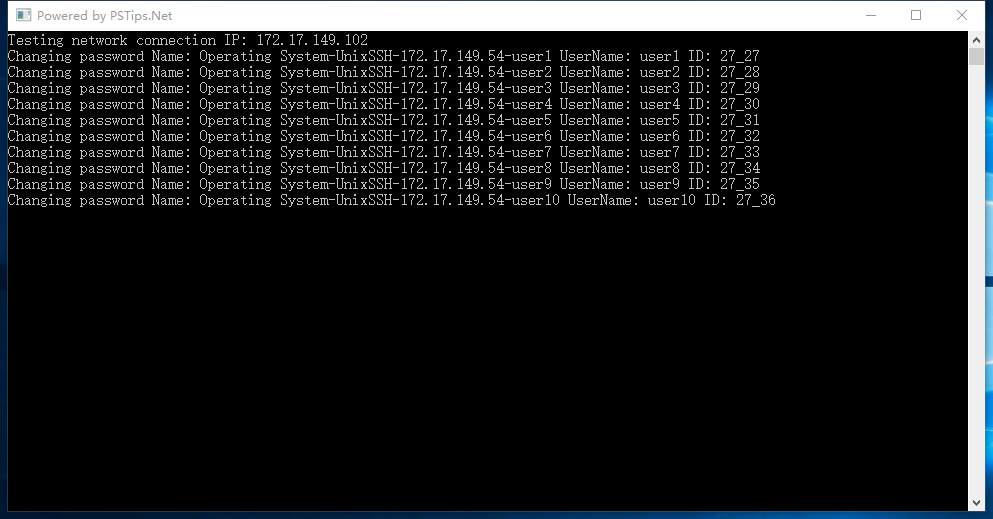 Powered by PSTips.Net
Testing network connection IP: 172.17.149.102
Changing password Name: Operating System-UnixSSH-172.17.149.54-user1 UserName: user1 ID: 27_27
Changing password Name: Operating System-UnixSSH-172.17.149.54-user2 UserName: user2 ID: 27_28
Changing password Name: Operating System-UnixSSH-172.17.149.54-user3 UserName: user3 ID: 27_29
Changing password Name: Operating System-UnixSSH-172.17.149.54-user4 UserName: user4 ID: 27_30
Changing password Name: Operating System-UnixSSH-172.17.149.54-user5 UserName: user5 ID: 27_31
Changing password Name: Operating System-UnixSSH-172.17.149.54-user6 UserName: user6 ID: 27_32
Changing password Name: Operating System-UnixSSH-172.17.149.54-user7 UserName: user7 ID: 27_33
Changing password Name: Operating System-UnixSSH-172.17.149.54-user8 UserName: user8 ID: 27_34
Changing password Name: Operating System-UnixSSH-172.17.149.54-user9 UserName: user9 ID: 27_35
Changing password Name: Operating System-UnixSSH-172.17.149.54-user10 UserName: user10 ID: 27_36